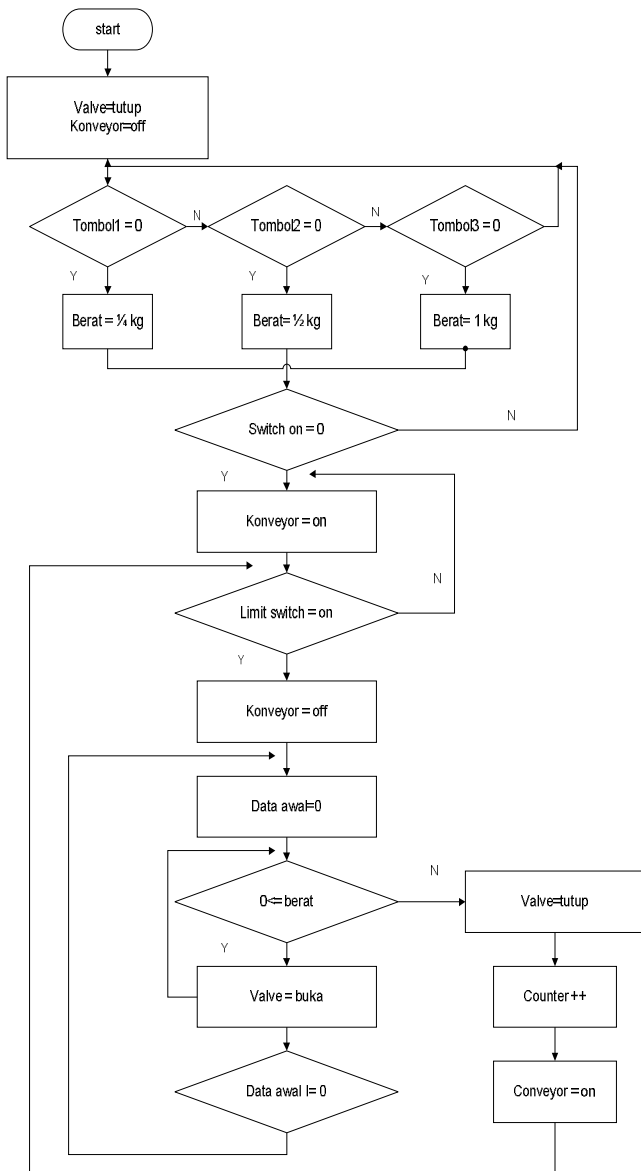 start
Valve=tutup
Konveyor=off
Tombol1 = 0
N
Tombol2 = 0
N
Tombol3 = 0
Y
Y
Y
Berat = ¼ kg
Berat=½ kg
Berat= 1 kg
Switch on = 0
N
Y
Konveyor = on
N
Limit switch = on
Y
Konveyor = off
Data awal=0
0<= berat
N
Valve=tutup
Y
Valve = buka
Counter ++
Data awal != 0
Conveyor = on